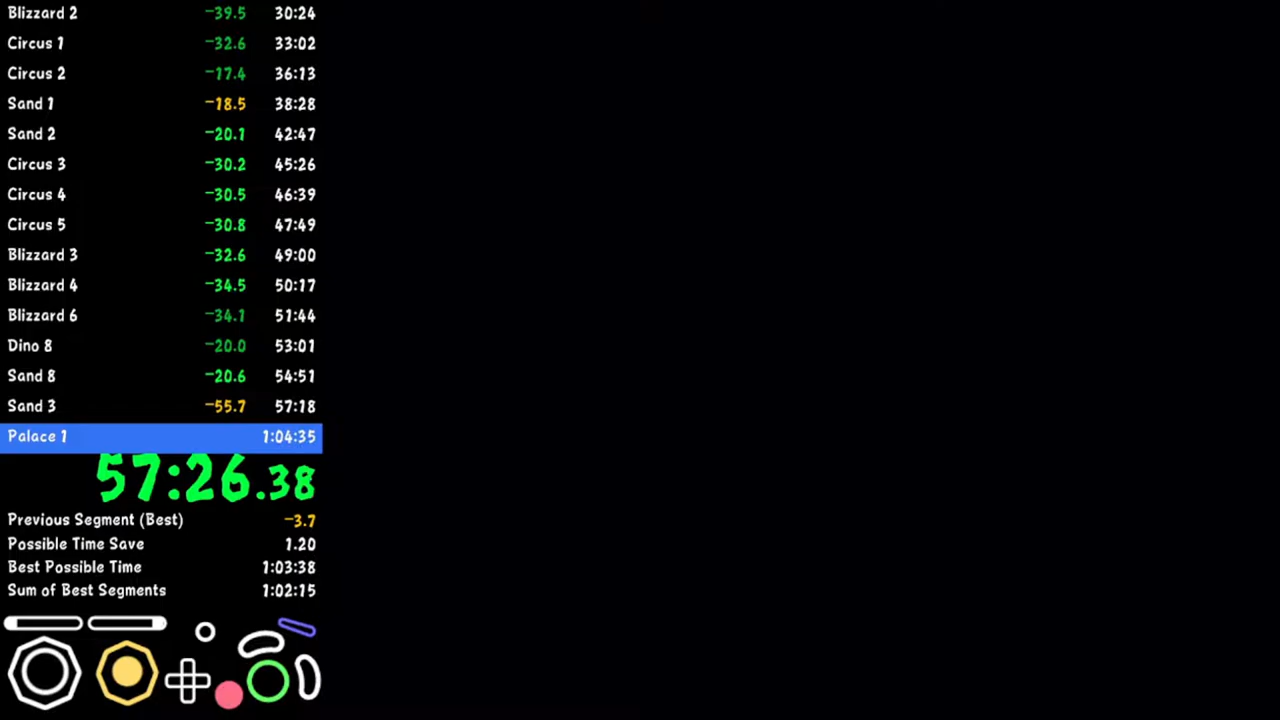 Blizzard 2 −39.5 30:24
Circus 1 −32.6 33:02
Circus 2 −17.4 36:13
Sand 1 −18.5 38:28
Sand 2 −20.1 42:47
Circus 3 −30.2 45:26
Circus 4 −30.5 46:39
Circus 5 −30.8 47:49
Blizzard 3 −32.6 49:00
Blizzard 4 −34.5 50:17
Blizzard 6 −34.1 51:44
Dino 8 −20.0 53:01
Sand 8 −20.6 54:51
Sand 3 −55.7 57:18
Palace 1 1:04:35
57:26.38
Previous Segment (Best) −3.7
Possible Time Save 1.20
Best Possible Time 1:03:38
Sum of Best Segments 1:02:15